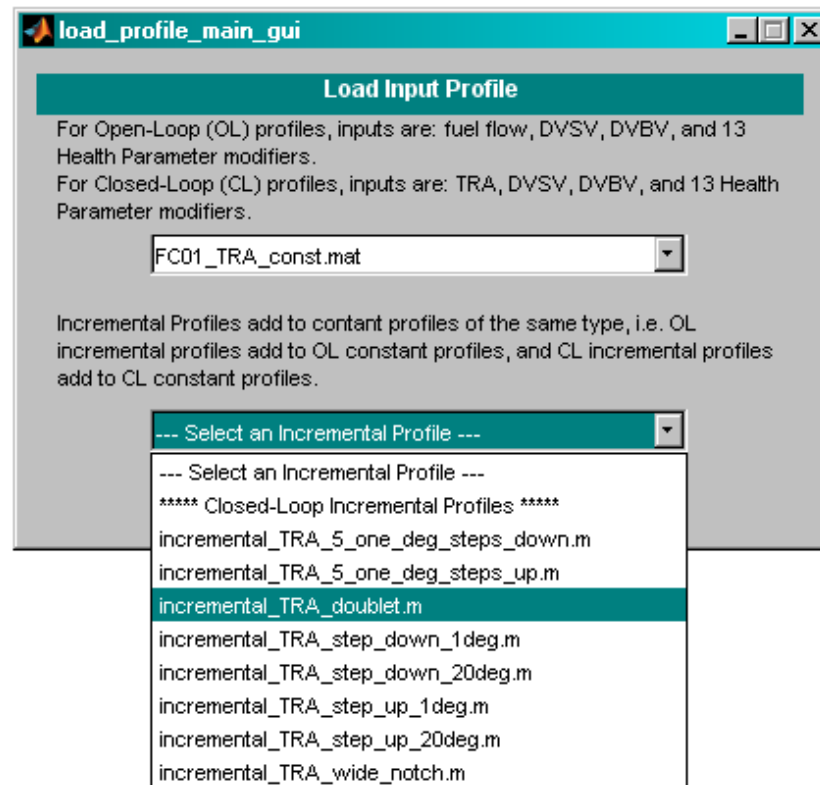 load_profile_main_gui
Load Input Profile
For Open-Loop (OL) profiles, inputs are: fuel flow, DVSV, DVBV, and 13
Health Parameter modifiers.
For Closed-Loop (CL) profiles, inputs are: TRA, DVSV, DVBV, and 13 Health
Parameter modifiers.
FC01_TRA_const.mat
Incremental Profiles add to contant profiles of the same type, i.e. OL
incremental profiles add to OL constant profiles, and CL incremental profiles
add to CL constant profiles.
--- Select an Incremental Profile ---
--- Select an Incremental Profile ---
***** Closed-Loop Incremental Profiles *****
incremental_TRA_5_one_deg_steps_down.m
incremental_TRA_5_one_deg_steps_up.m
incremental_TRA_doublet.m
incremental_TRA_step_down_1deg.m
incremental_TRA_step_down_20deg.m
incremental_TRA_step_up_1deg.m
incremental_TRA_step_up_20deg.m
incremental_TRA_wide_notch.m